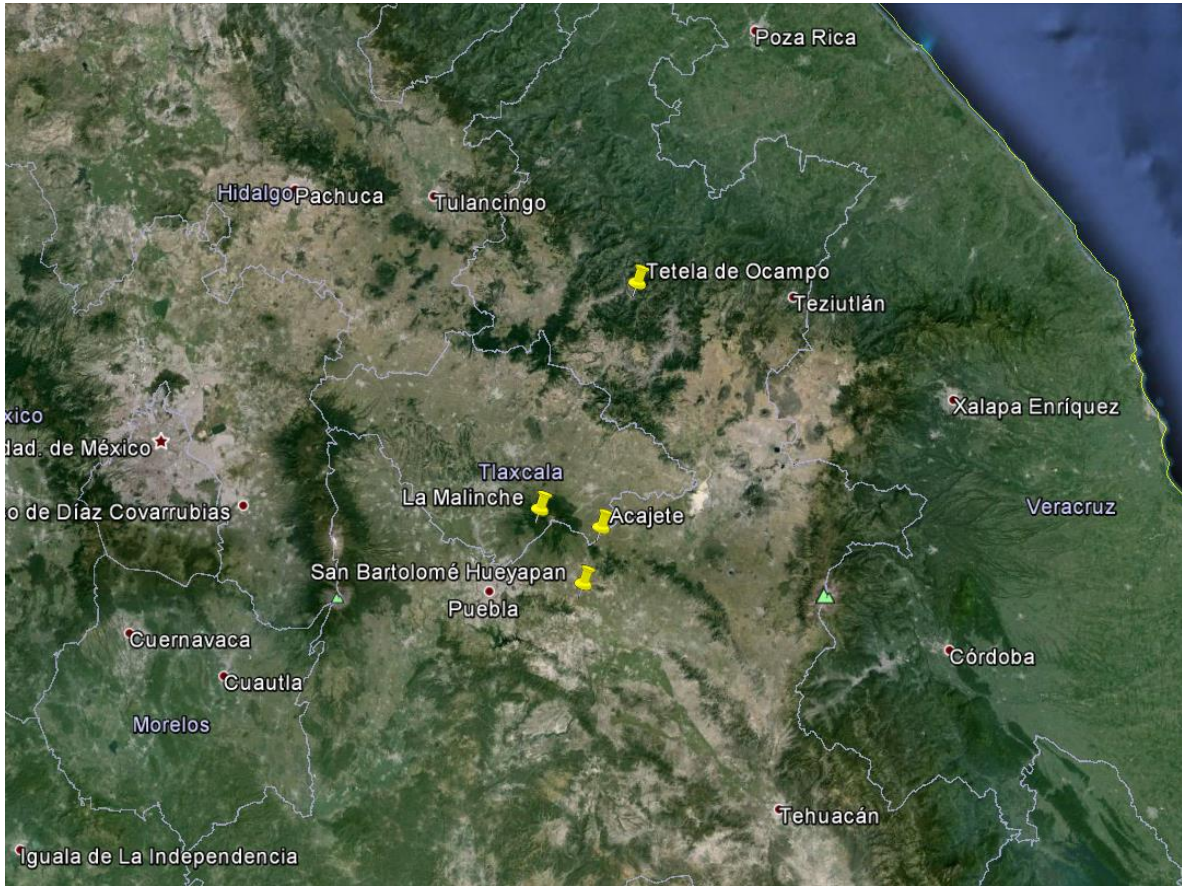 Poza Rica
Hidalgo
Pachuca
Tulancingo
Tetela de Ocampo
Teziutlán
Xalapa Enríquez
xico
dad. de México
Tlaxcala
La Malinche
Acajete
Veracruz
o de Díaz Covarrubias
San Bartolomé Hueyapan
Puebla
Cuernavaca
Córdoba
Cuautla
Morelos
Tehuacán
Iguala de La Independencia